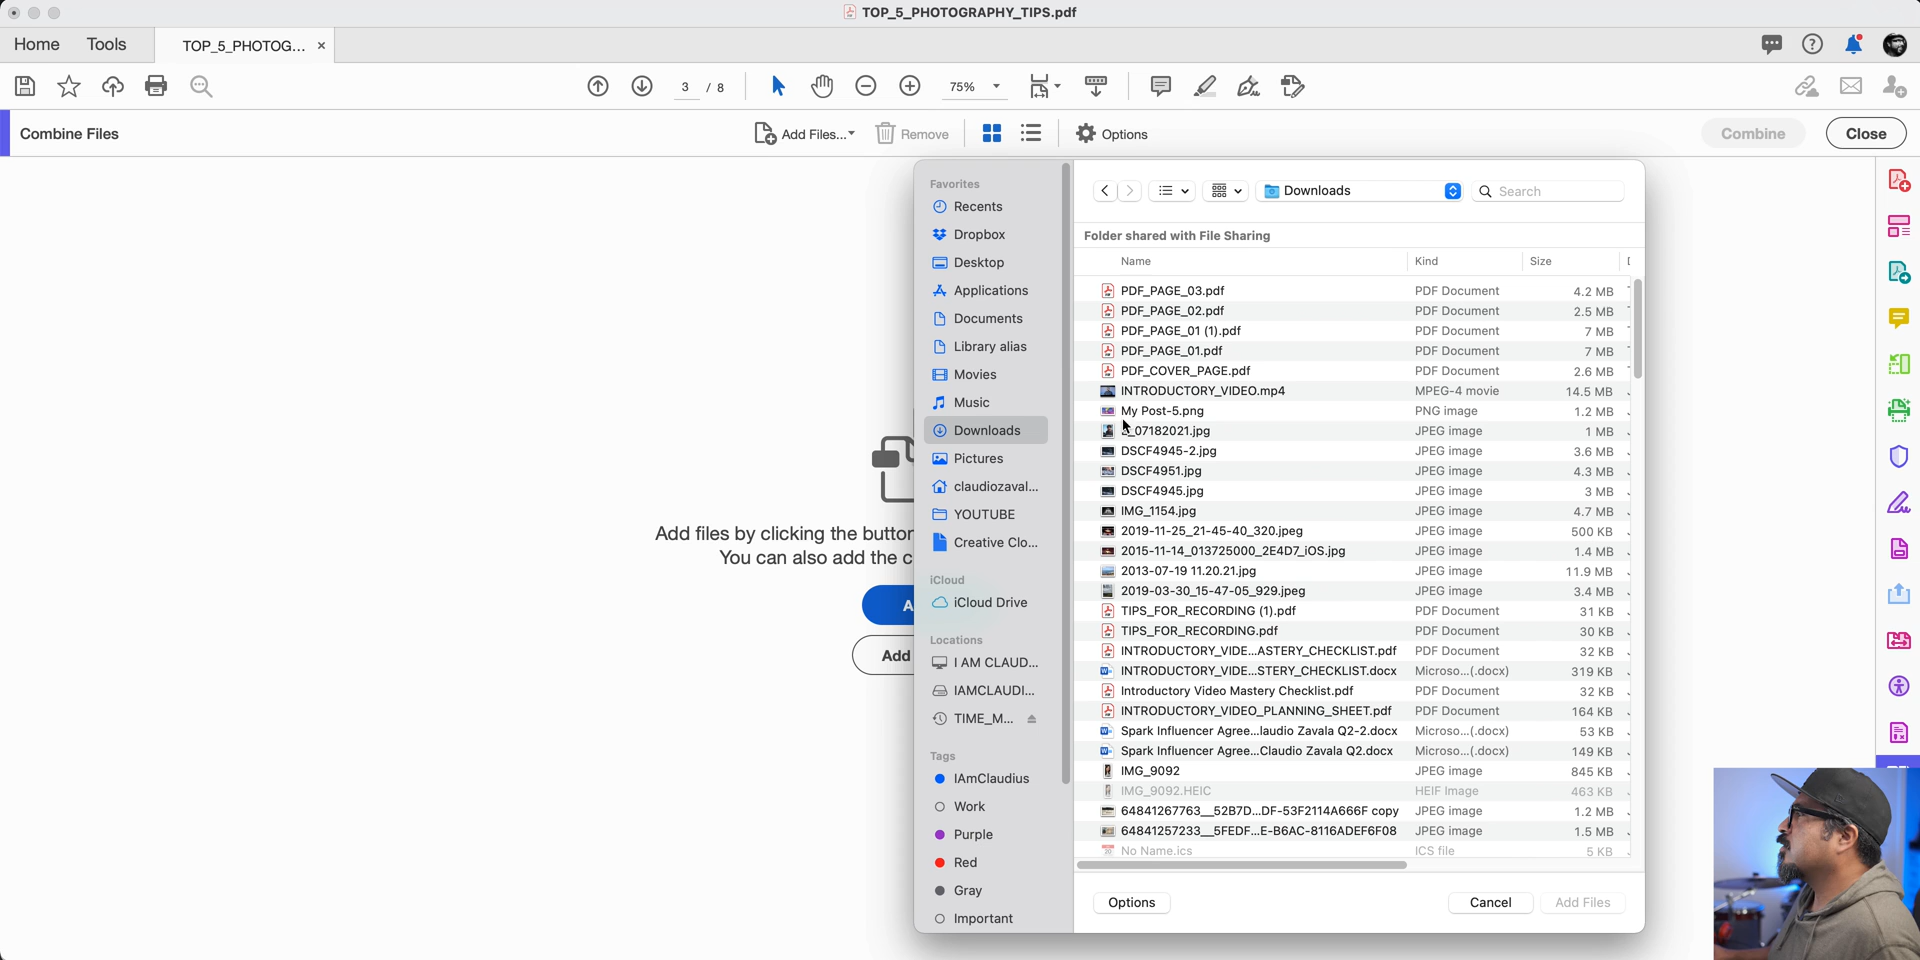 TOP_5_PHOTOGRAPHY_TIPS.pdf
Home Tools TOP_5_PHOTOG... ×
3 / 8 75%
Combine Files Add Files... Remove Options Combine Close
Add files by clicking the button
You can also add the c
A
Add
Favorites
Recents
Dropbox
Desktop
Applications
Documents
Library alias
Movies
Music
Downloads
Pictures
claudiozaval...
YOUTUBE
Creative Clo...
iCloud
iCloud Drive
Locations
I AM CLAUD...
IAMCLAUDI...
TIME_M...
Tags
IAmClaudius
Work
Purple
Red
Gray
Important
Downloads Search
Folder shared with File Sharing
Name Kind Size
PDF_PAGE_03.pdf PDF Document 4.2 MB
PDF_PAGE_02.pdf PDF Document 2.5 MB
PDF_PAGE_01 (1).pdf PDF Document 7 MB
PDF_PAGE_01.pdf PDF Document 7 MB
PDF_COVER_PAGE.pdf PDF Document 2.6 MB
INTRODUCTORY_VIDEO.mp4 MPEG-4 movie 14.5 MB
My Post-5.png PNG image 1.2 MB
_07182021.jpg JPEG image 1 MB
DSCF4945-2.jpg JPEG image 3.6 MB
DSCF4951.jpg JPEG image 4.3 MB
DSCF4945.jpg JPEG image 3 MB
IMG_1154.jpg JPEG image 4.7 MB
2019-11-25_21-45-40_320.jpeg JPEG image 500 KB
2015-11-14_013725000_2E4D7_iOS.jpg JPEG image 1.4 MB
2013-07-19 11.20.21.jpg JPEG image 11.9 MB
2019-03-30_15-47-05_929.jpeg JPEG image 3.4 MB
TIPS_FOR_RECORDING (1).pdf PDF Document 31 KB
TIPS_FOR_RECORDING.pdf PDF Document 30 KB
INTRODUCTORY_VIDE...ASTERY_CHECKLIST.pdf PDF Document 32 KB
INTRODUCTORY_VIDE...STERY_CHECKLIST.docx Microso...(.docx) 319 KB
Introductory Video Mastery Checklist.pdf PDF Document 32 KB
INTRODUCTORY_VIDEO_PLANNING_SHEET.pdf PDF Document 164 KB
Spark Influencer Agree...laudio Zavala Q2-2.docx Microso...(.docx) 53 KB
Spark Influencer Agree...Claudio Zavala Q2.docx Microso...(.docx) 149 KB
IMG_9092 JPEG image 845 KB
IMG_9092.HEIC HEIF Image 463 KB
64841267763__52B7D...DF-53F2114A666F copy JPEG image 1.2 MB
64841257233__5FEDF...E-B6AC-8116ADEF6F08 JPEG image 1.5 MB
No Name.ics ICS file 5 KB
Options Cancel Add Files